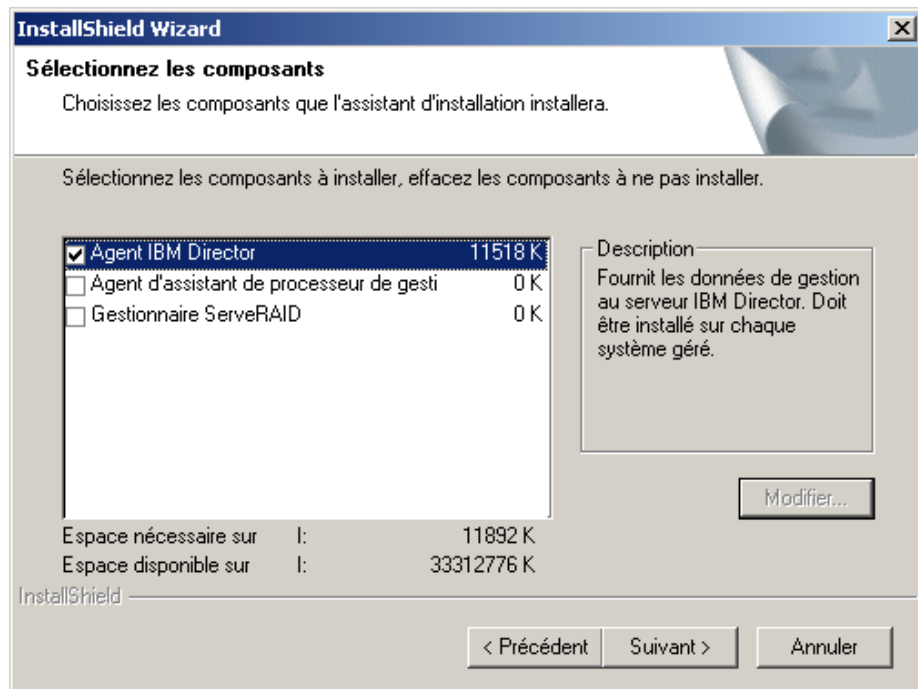 InstallShield Wizard
Sélectionnez les composants
Choisissez les composants que l'assistant d'installation installera.
Sélectionnez les composants à installer, effacez les composants à ne pas installer.
Agent IBM Director 11518 K
Agent d'assistant de processeur de gesti 0 K
Gestionnaire ServeRAID 0 K
Description
Fournit les données de gestion
au serveur IBM Director. Doit
être installé sur chaque
système géré.
Modifier...
Espace nécessaire sur I: 11892 K
Espace disponible sur I: 33312776 K
InstallShield
< Précédent Suivant > Annuler